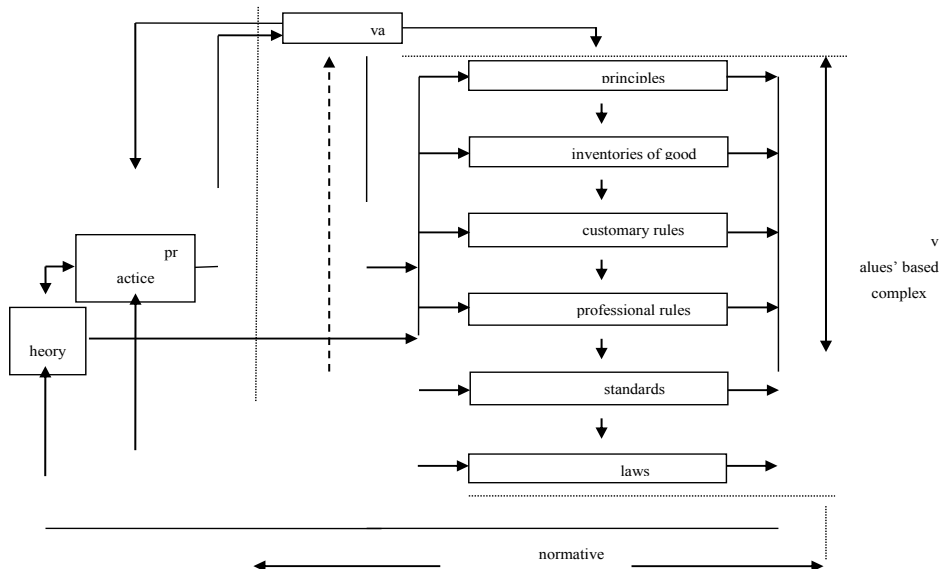 va
principles
inventories of good
customary rules
v
alues’ based
complex
pr
actice
professional rules
heory
standards
laws
normative